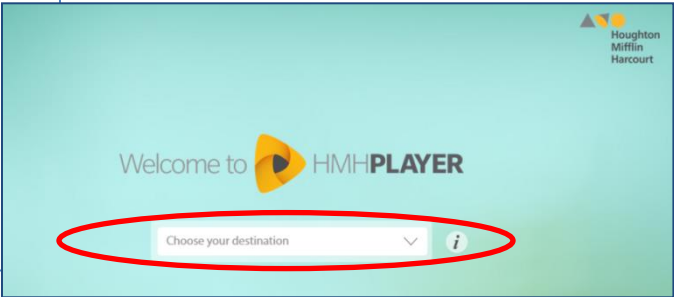 Houghton
Mifflin
Harcourt
Welcome to HMHPLAYER
Choose your destination
i